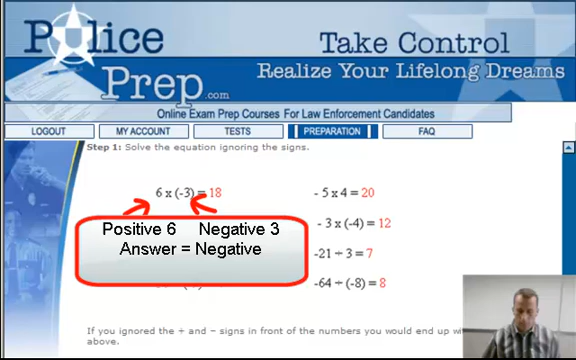 Police
Prep.com
Take Control
Realize Your Lifelong Dreams
Online Exam Prep Courses For Law Enforcement Candidates
LOGOUT MY ACCOUNT TESTS PREPARATION FAQ
Step 1: Solve the equation ignoring the signs.
6 x (-3) = 18 - 5 x 4 = 20
Positive 6 Negative 3
Answer = Negative
- 3 x (-4) = 12
-21 ÷ 3 = 7
-64 ÷ (-8) = 8
If you ignored the + and − signs in front of the numbers you would end up
above.